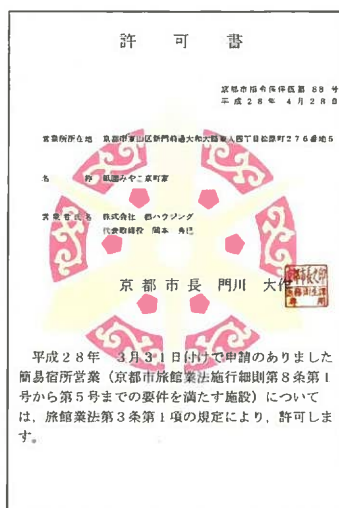 許可書
京都市指令保保医第88号
平成28年 4月28日
営業所所在地 京都市東山区新門前通大和大路東入四丁目松原町276番地5
名 称 祇園みやこ京町家
営業者氏名 株式会社 都ハウジング
代表取締役 岡本 秀巳
京都市長 門川 大作
平成28年 3月31日付けで申請のありました
簡易宿所営業(京都市旅館業法施行細則第8条第1
号から第5号までの要件を満たす施設)について
は,旅館業法第3条第1項の規定により,許可しま
す。